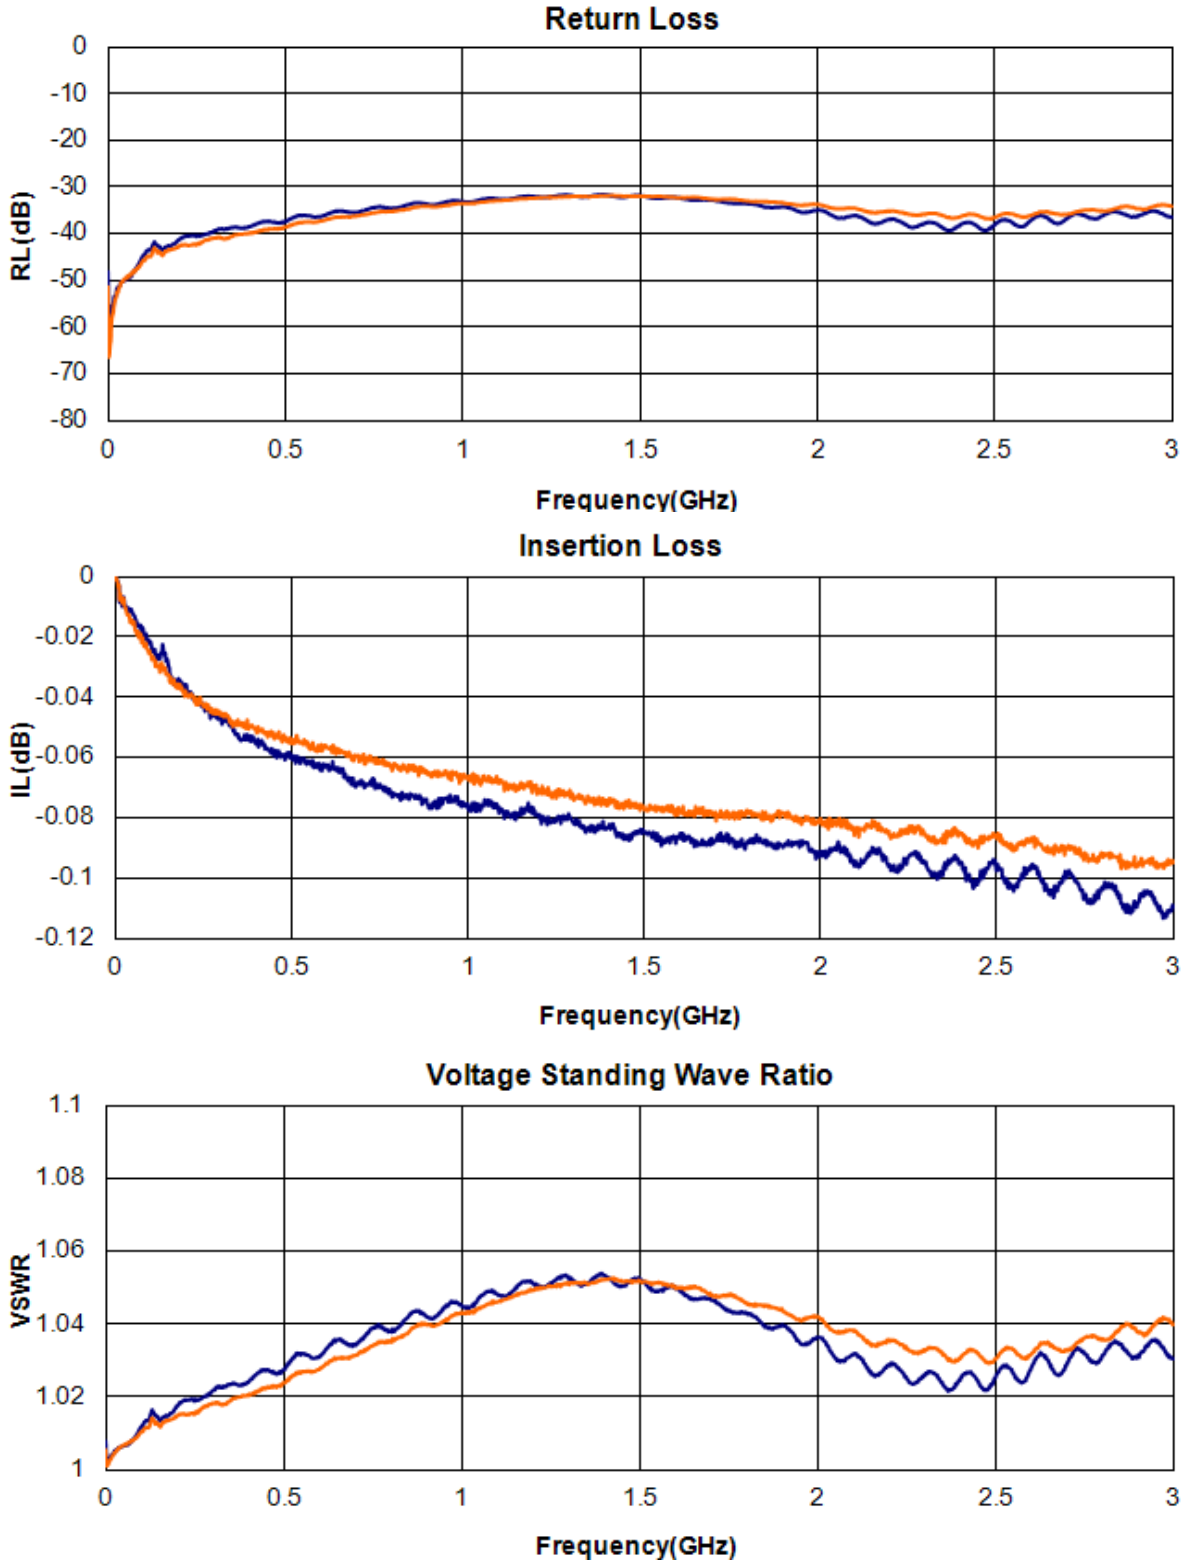 Return Loss
0
-10
-20
-30
-40
-50
-60
-70
-80
RL(dB)
0 0.5 1 1.5 2 2.5 3
Frequency(GHz)
Insertion Loss
0
-0.02
-0.04
-0.06
-0.08
-0.1
-0.12
IL(dB)
0 0.5 1 1.5 2 2.5 3
Frequency(GHz)
Voltage Standing Wave Ratio
1.1
1.08
1.06
1.04
1.02
1
VSWR
0 0.5 1 1.5 2 2.5 3
Frequency(GHz)